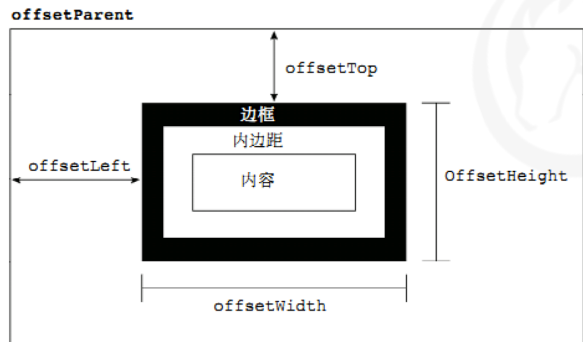 offsetParent
offsetTop
边框
内边距
offsetLeft
内容
OffsetHeight
offsetWidth